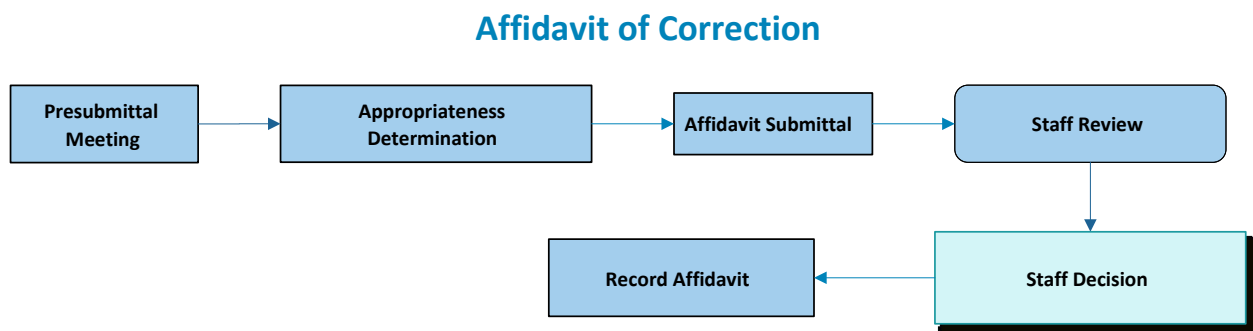 Affidavit of Correction
Presubmittal
Meeting
Appropriateness
Determination
Affidavit Submittal
Staff Review
Staff Decision
Record Affidavit